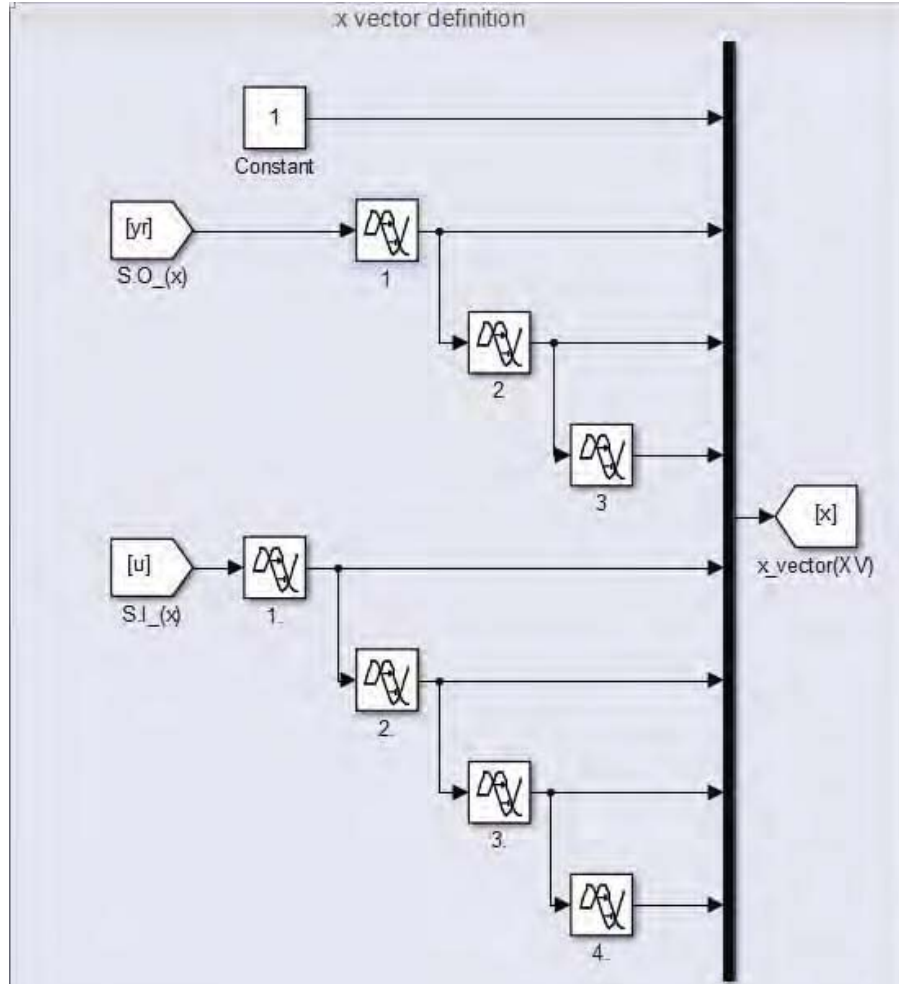 x vector definition
1
Constant
[yr]
S.O_(x)
1
2
3
[x]
x_vector(XV)
[u]
S.I_(x)
1.
2.
3.
4.